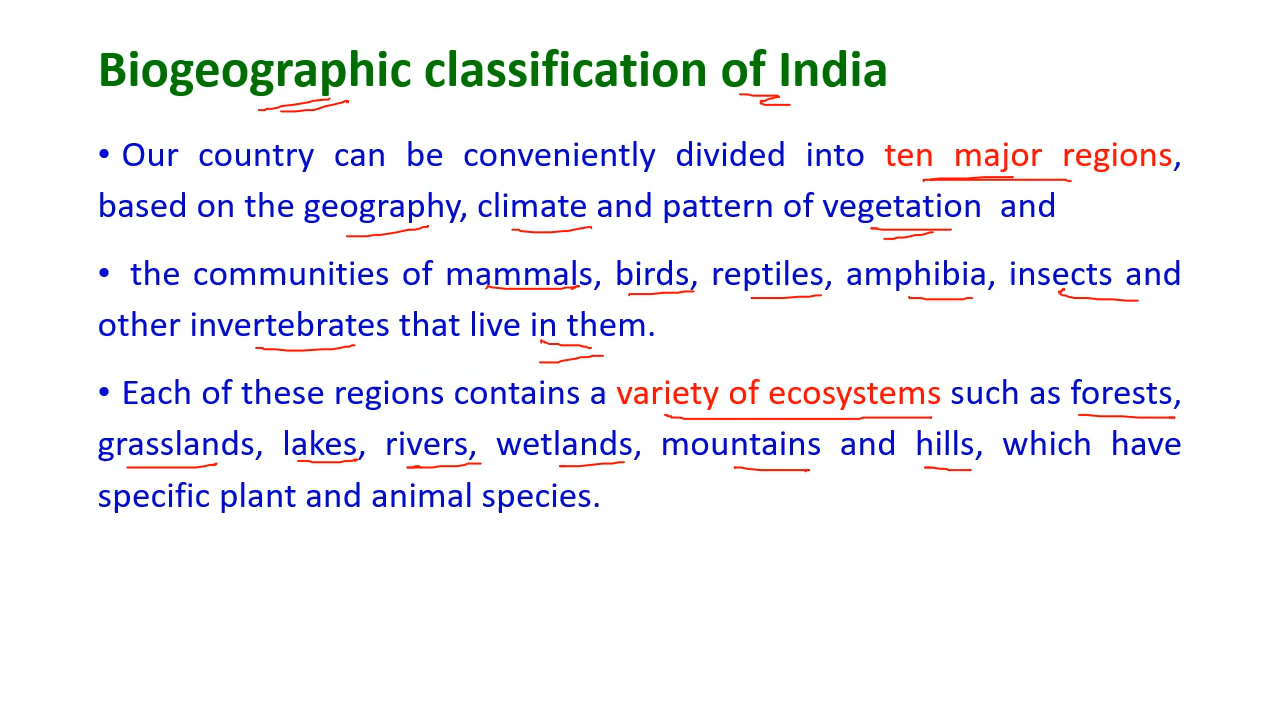 Biogeographic classification of India
• Our country can be conveniently divided into ten major regions,
based on the geography, climate and pattern of vegetation and
• the communities of mammals, birds, reptiles, amphibia, insects and
other invertebrates that live in them.
• Each of these regions contains a variety of ecosystems such as forests,
grasslands, lakes, rivers, wetlands, mountains and hills, which have
specific plant and animal species.